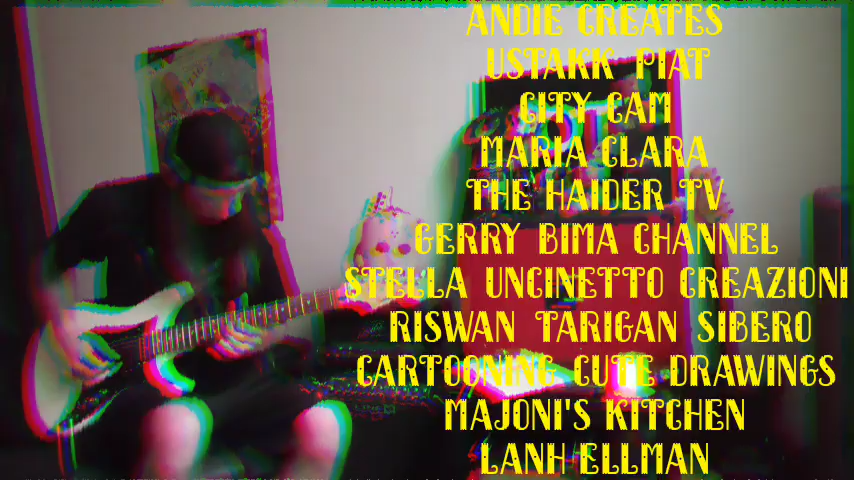 ANDIE CREATES
USTAKK PIAT
CITY CAM
MARIA CLARA
THE HAIDER TV
GERRY BIMA CHANNEL
STELLA UNCINETTO CREAZIONI
RISWAN TARIGAN SIBERO
CARTOONING CUTE DRAWINGS
MAJONI'S KITCHEN
LANH ELLMAN